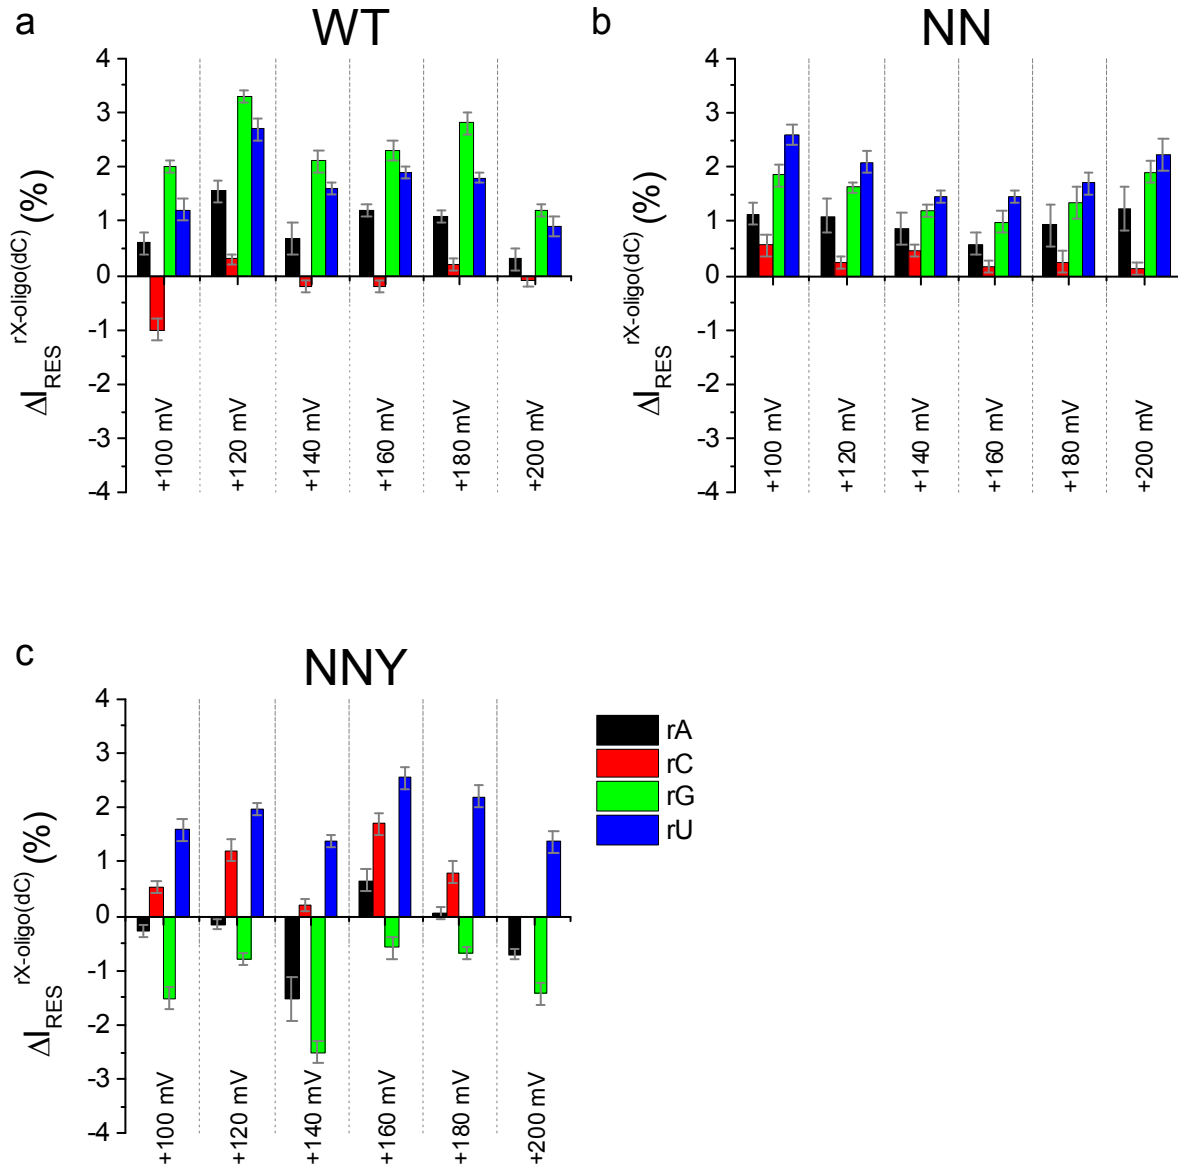 a
WT
ΔI_RES^rX-oligo(dC) (%)
4
3
2
1
0
-1
-2
-3
-4
+100 mV
+120 mV
+140 mV
+160 mV
+180 mV
+200 mV
b
NN
ΔI_RES^rX-oligo(dC) (%)
4
3
2
1
0
-1
-2
-3
-4
+100 mV
+120 mV
+140 mV
+160 mV
+180 mV
+200 mV
c
NNY
ΔI_RES^rX-oligo(dC) (%)
4
3
2
1
0
-1
-2
-3
-4
+100 mV
+120 mV
+140 mV
+160 mV
+180 mV
+200 mV
rA
rC
rG
rU